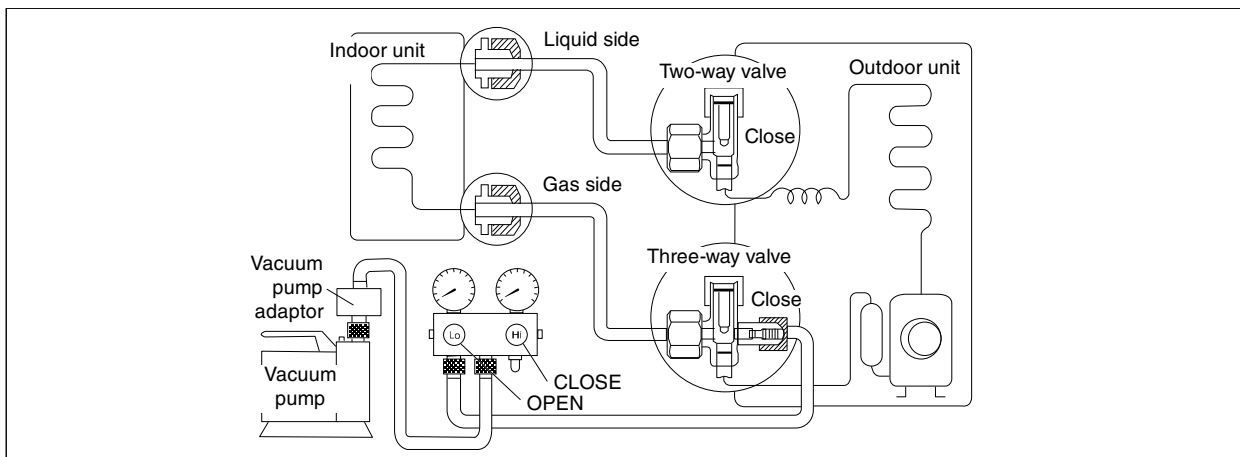 Liquid side
Indoor unit
Two-way valve
Outdoor unit
Close
Gas side
Three-way valve
Close
Vacuum
pump
adaptor
Lo
Hi
Vacuum
pump
CLOSE
OPEN